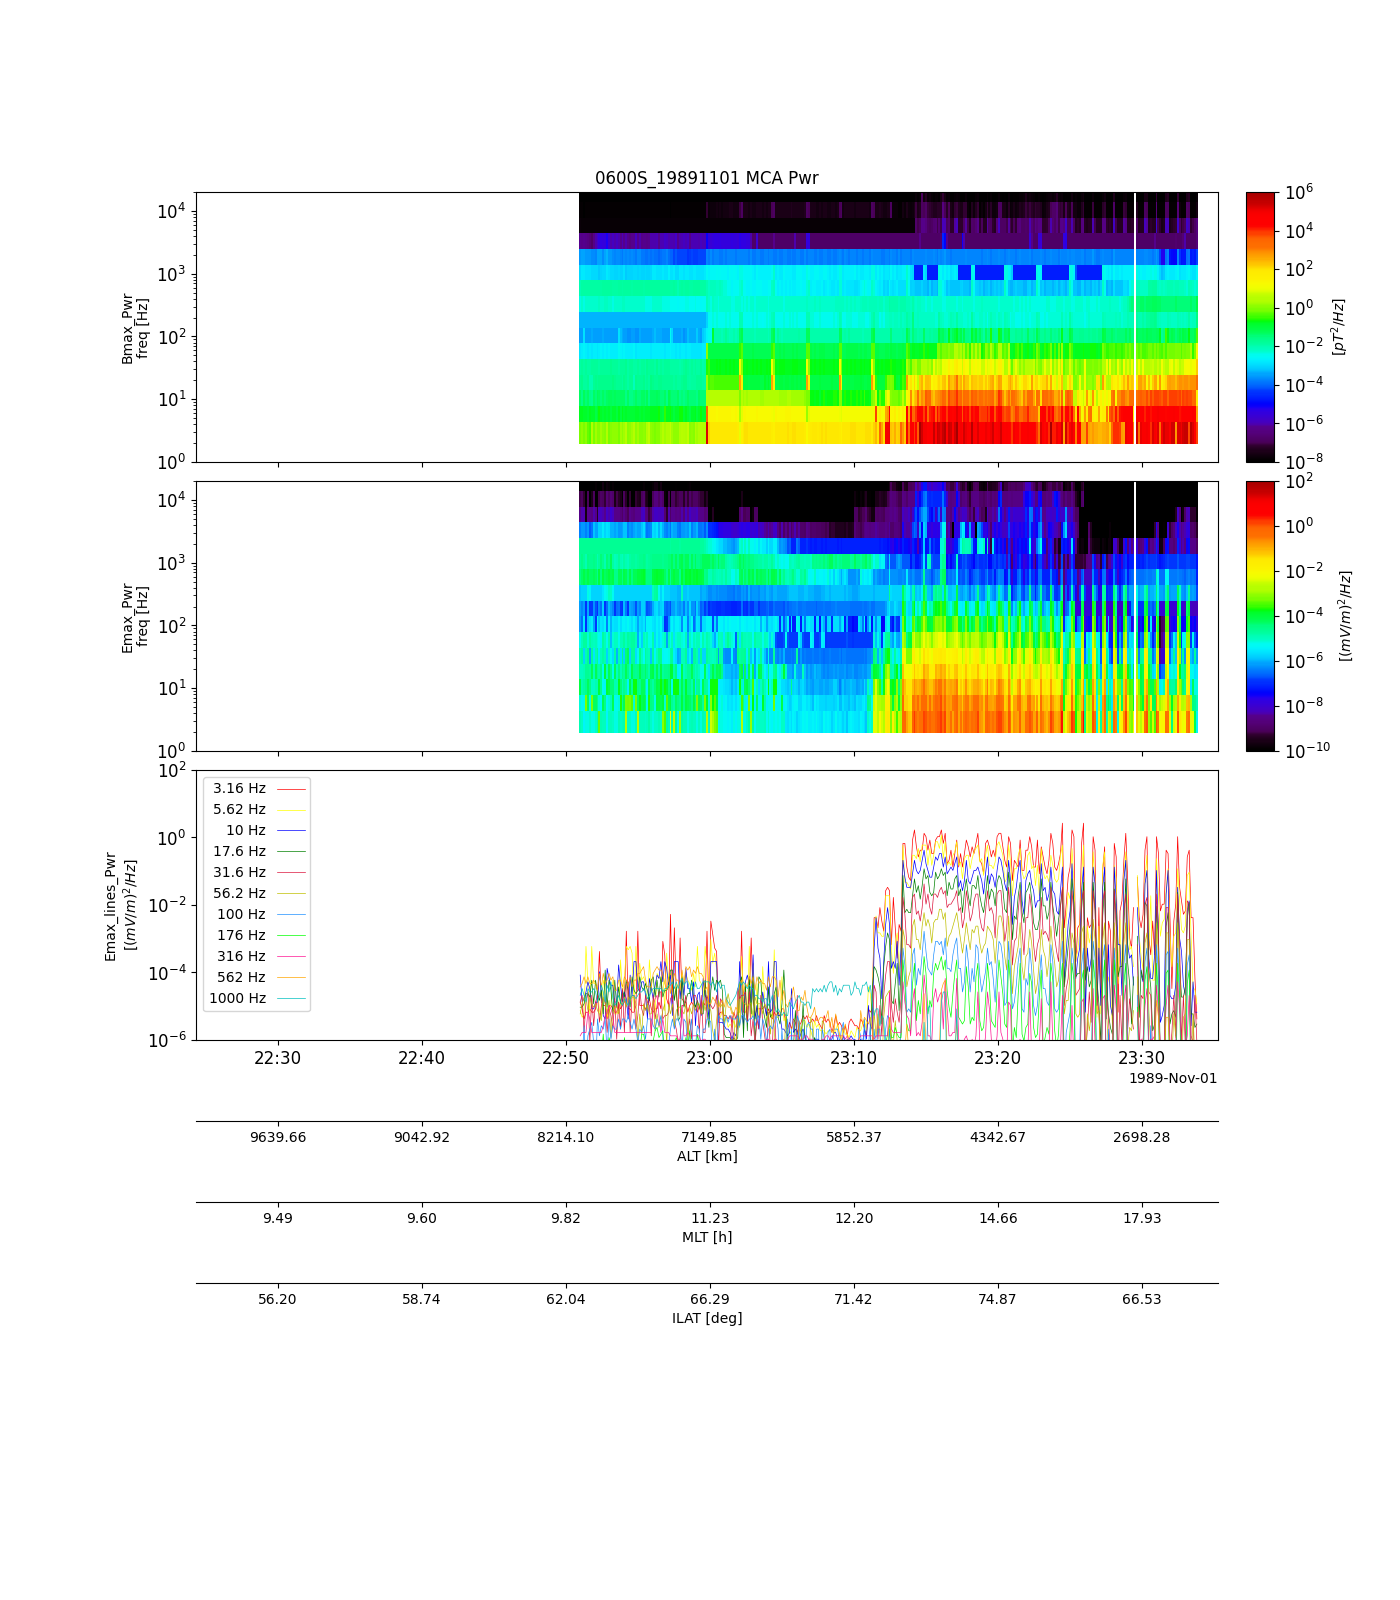 0600S_19891101 MCA Pwr
10^4
10^3
10^2
10^1
10^0
Bmax_Pwr
freq [Hz]
10^6
10^4
10^2
10^0
10^-2
10^-4
10^-6
10^-8
[pT^2/Hz]
10^4
10^3
10^2
10^1
10^0
Emax_Pwr
freq [Hz]
10^2
10^0
10^-2
10^-4
10^-6
10^-8
10^-10
[(mV/m)^2/Hz]
10^2
10^0
10^-2
10^-4
10^-6
Emax_lines_Pwr
[(mV/m)^2/Hz]
3.16 Hz
5.62 Hz
10 Hz
17.6 Hz
31.6 Hz
56.2 Hz
100 Hz
176 Hz
316 Hz
562 Hz
1000 Hz
22:30 22:40 22:50 23:00 23:10 23:20 23:30
1989-Nov-01
9639.66 9042.92 8214.10 7149.85 5852.37 4342.67 2698.28
ALT [km]
9.49 9.60 9.82 11.23 12.20 14.66 17.93
MLT [h]
56.20 58.74 62.04 66.29 71.42 74.87 66.53
ILAT [deg]